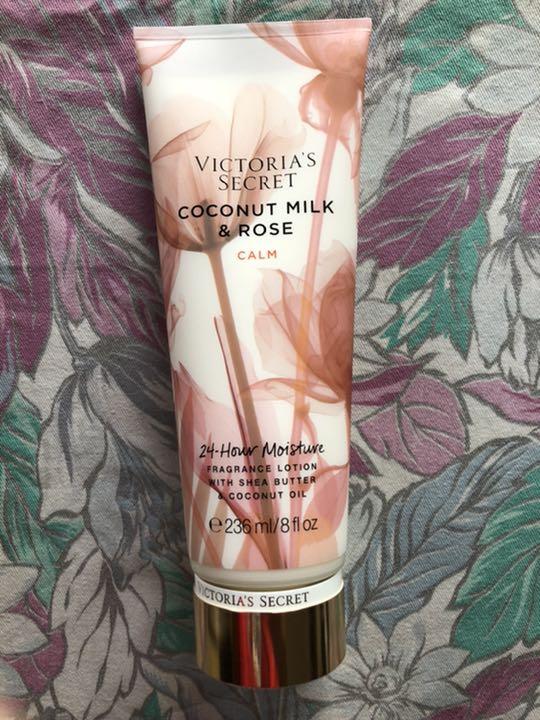 VICTORIA'S
SECRET
COCONUT MILK
& ROSE
CALM
24-Hour Moisture
FRAGRANCE LOTION
WITH SHEA BUTTER
& COCONUT OIL
℮ 236 ml/8 fl oz
VICTORIA'S SECRET